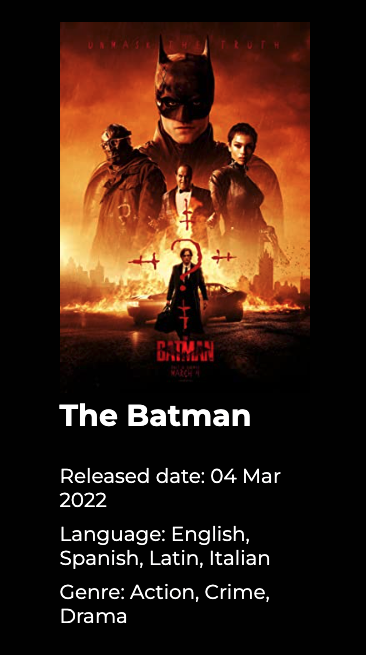 UNMASK THE TRUTH
THE
BATMAN
MARCH 4
The Batman
Released date: 04 Mar
2022
Language: English,
Spanish, Latin, Italian
Genre: Action, Crime,
Drama